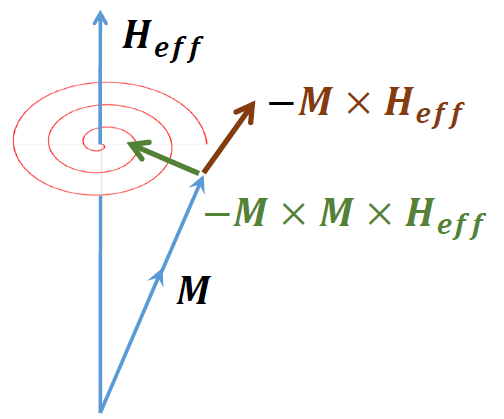 H_eff
−M × H_eff
−M × M × H_eff
M